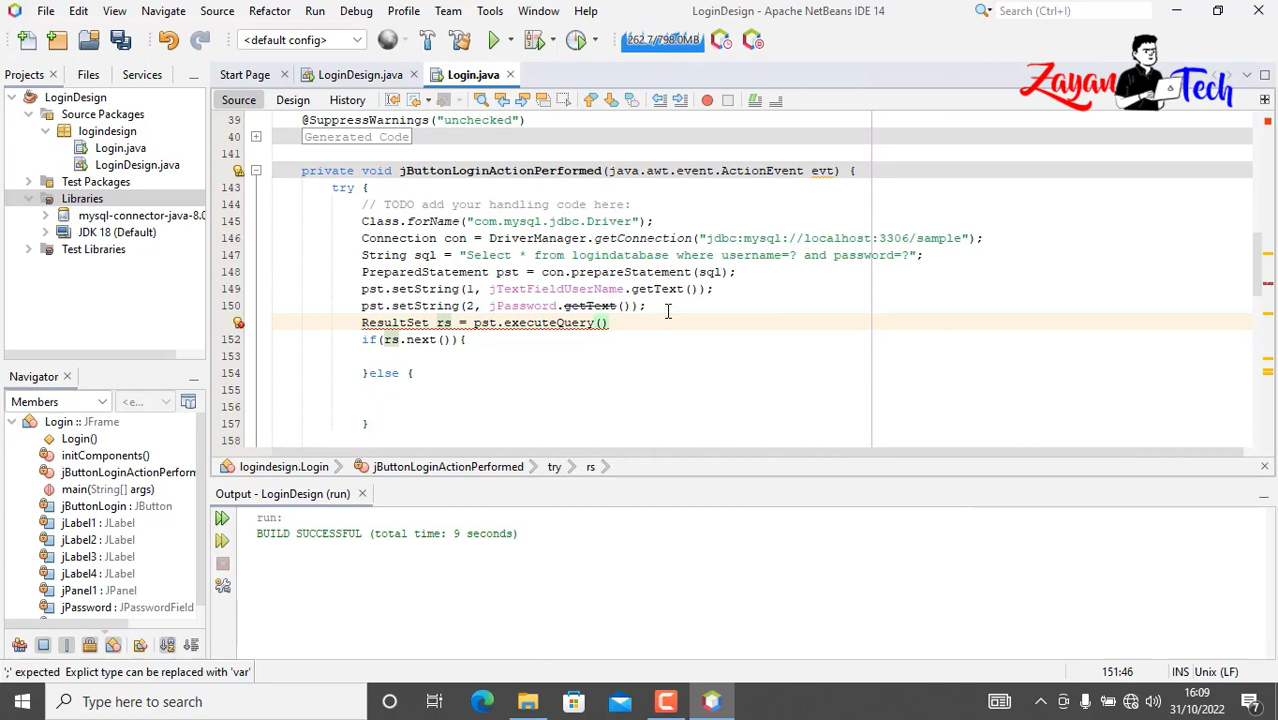 File Edit View Navigate Source Refactor Run Debug Profile Team Tools Window Help LoginDesign - Apache NetBeans IDE 14 Search (Ctrl+I)
<default config> 262.7/798.0MB
Zayan Tech
Projects Files Services Start Page LoginDesign.java Login.java
Source Design History
LoginDesign
Source Packages
logindesign
Login.java
LoginDesign.java
Test Packages
Libraries
mysql-connector-java-8.0
JDK 18 (Default)
Test Libraries
39 @SuppressWarnings("unchecked")
40 Generated Code
141
private void jButtonLoginActionPerformed(java.awt.event.ActionEvent evt) {
143 try {
144 // TODO add your handling code here:
145 Class.forName("com.mysql.jdbc.Driver");
146 Connection con = DriverManager.getConnection("jdbc:mysql://localhost:3306/sample");
147 String sql = "Select * from logindatabase where username=? and password=?";
148 PreparedStatement pst = con.prepareStatement(sql);
149 pst.setString(1, jTextFieldUserName.getText());
150 pst.setString(2, jPassword.getText());
ResultSet rs = pst.executeQuery()
152 if(rs.next()){
153
154 }else {
155
156
157 }
158
logindesign.Login jButtonLoginActionPerformed try rs
Navigator
Members <e...
Login :: JFrame
Login()
initComponents()
jButtonLoginActionPerform
main(String[] args)
jButtonLogin : JButton
jLabel1 : JLabel
jLabel2 : JLabel
jLabel3 : JLabel
jLabel4 : JLabel
jPanel1 : JPanel
jPassword : JPasswordField
Output - LoginDesign (run)
run:
BUILD SUCCESSFUL (total time: 9 seconds)
';' expected Explict type can be replaced with 'var' 151:46 INS Unix (LF)
Type here to search
16:09
31/10/2022
7